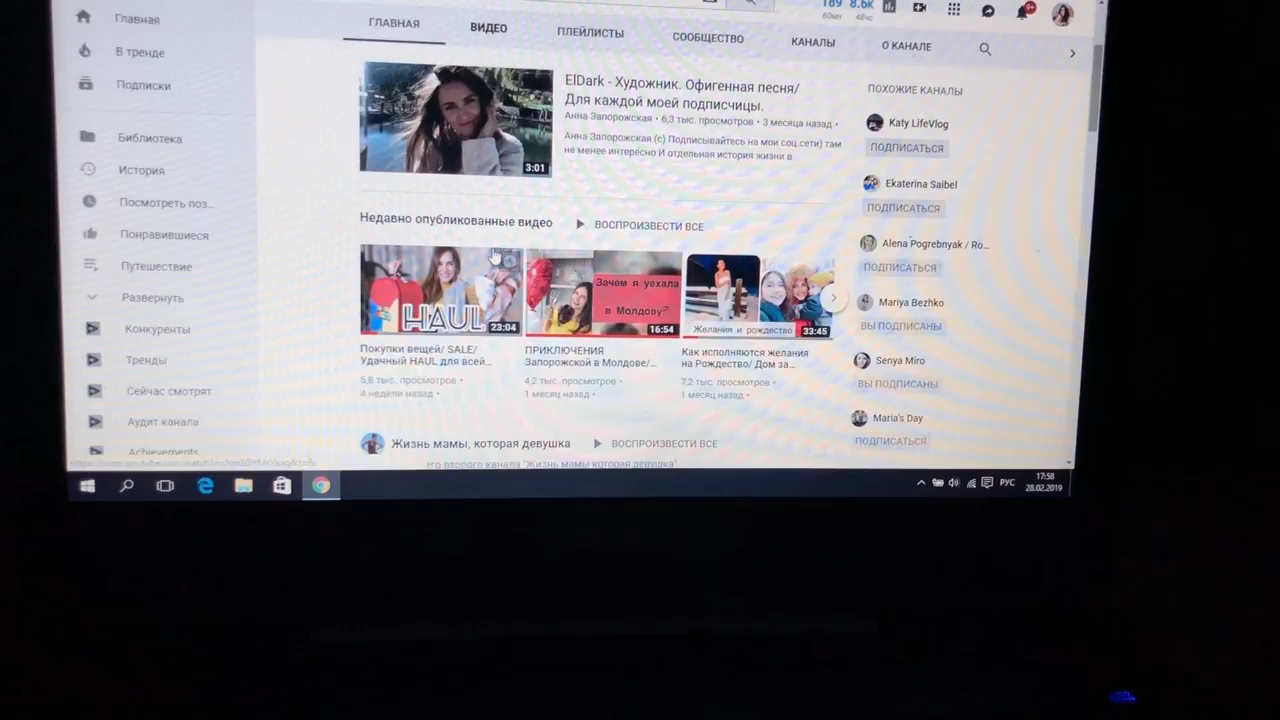 Главная
В тренде
Подписки
Библиотека
История
Посмотреть поз...
Понравившиеся
Путешествие
Развернуть
Конкуренты
Тренды
Сейчас смотрят
Аудит канала
Achievements
189 8.6K
60мн 48чс
9+
ГЛАВНАЯ ВИДЕО ПЛЕЙЛИСТЫ СООБЩЕСТВО КАНАЛЫ О КАНАЛЕ
3:01
ElDark - Художник. Офигенная песня/
Для каждой моей подписчицы.
Анна Запорожская • 6,3 тыс. просмотров • 3 месяца назад •
Анна Запорожская (с) Подписывайтесь на мои соц.сети) там
не менее интересно И отдельная история жизни в
Недавно опубликованные видео ВОСПРОИЗВЕСТИ ВСЕ
HAUL
23:04
Покупки вещей/ SALE/
Удачный HAUL для всей...
5,8 тыс. просмотров •
4 недели назад •
Зачем я уехала
в Молдову?
16:54
ПРИКЛЮЧЕНИЯ
Запорожской в Молдове/...
4,2 тыс. просмотров •
1 месяц назад •
Желания и рождество
33:45
Как исполняются желания
на Рождество/ Дом за...
7,2 тыс. просмотров •
1 месяц назад •
Жизнь мамы, которая девушка ВОСПРОИЗВЕСТИ ВСЕ
его второго канала "Жизнь мамы которая девушка"
ПОХОЖИЕ КАНАЛЫ
Katy LifeVlog
ПОДПИСАТЬСЯ
Ekaterina Saibel
ПОДПИСАТЬСЯ
Alena Pogrebnyak / Ro...
ПОДПИСАТЬСЯ
Mariya Bezhko
ВЫ ПОДПИСАНЫ
Senya Miro
ВЫ ПОДПИСАНЫ
Maria's Day
ПОДПИСАТЬСЯ
РУС
17:58
28.02.2019